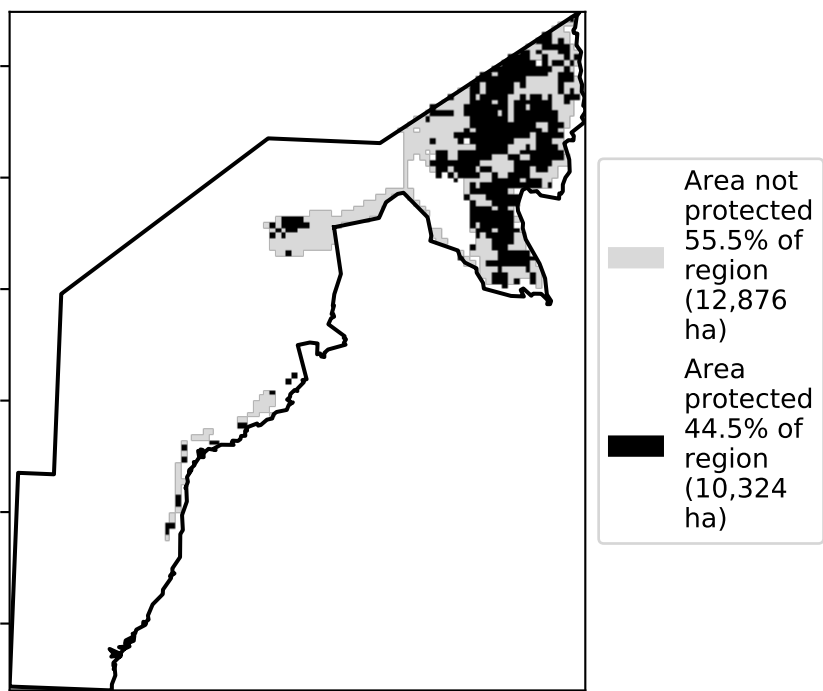 Area not
protected
55.5% of
region
(12,876
ha)
Area
protected
44.5% of
region
(10,324
ha)